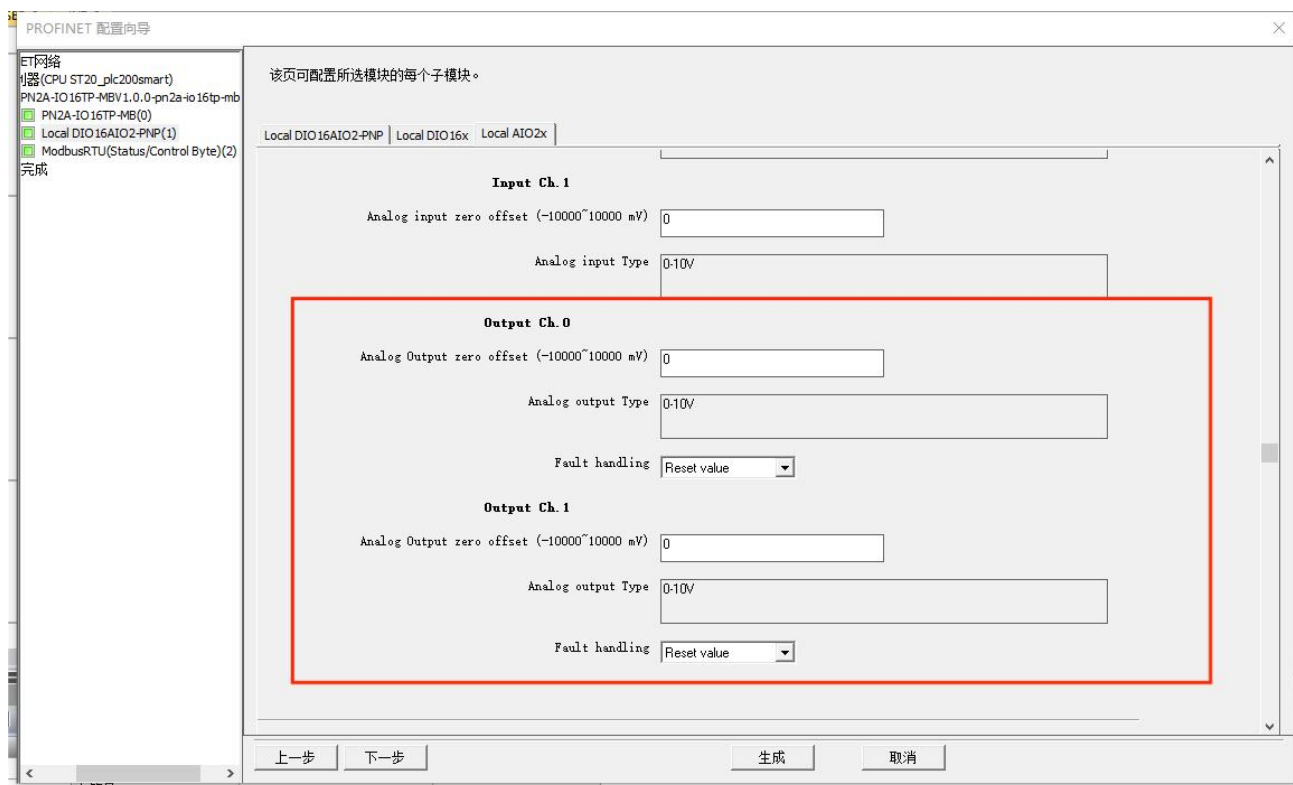 PROFINET 配置向导
ET网络
器(CPU ST20_plc200smart)
PN2A-IO16TP-MBV1.0.0-pn2a-io16tp-mb
PN2A-IO16TP-MB(0)
Local DIO16AIO2-PNP(1)
ModbusRTU(Status/Control Byte)(2)
完成
该页可配置所选模块的每个子模块。
Local DIO16AIO2-PNP Local DIO16x Local AIO2x
Input Ch.1
Analog input zero offset (-10000~10000 mV) 0
Analog input Type 0-10V
Output Ch.0
Analog Output zero offset (-10000~10000 mV) 0
Analog output Type 0-10V
Fault handling Reset value
Output Ch.1
Analog Output zero offset (-10000~10000 mV) 0
Analog output Type 0-10V
Fault handling Reset value
上一步 下一步 生成 取消